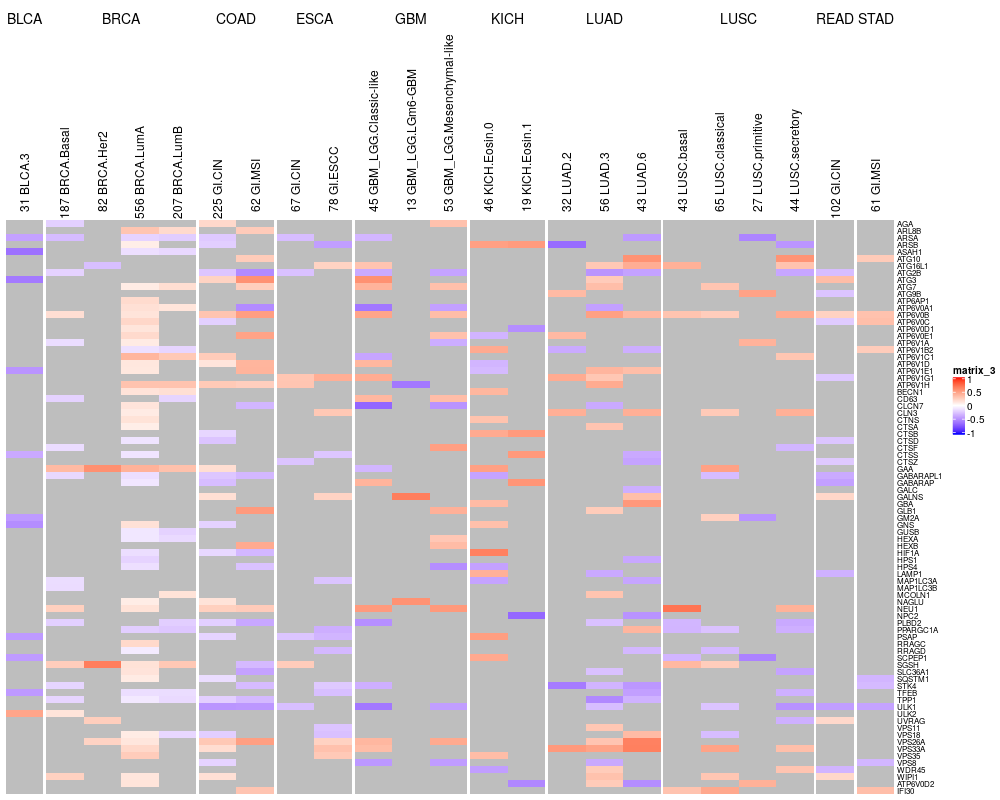 BLCA BRCA COAD ESCA GBM KICH LUAD LUSC READ STAD
31 BLCA.3
187 BRCA.Basal
82 BRCA.Her2
556 BRCA.LumA
207 BRCA.LumB
225 GI.CIN
62 GI.MSI
67 GI.CIN
78 GI.ESCC
45 GBM_LGG.Classic-like
13 GBM_LGG.LGm6-GBM
53 GBM_LGG.Mesenchymal-like
46 KICH.Eosin.0
19 KICH.Eosin.1
32 LUAD.2
56 LUAD.3
43 LUAD.6
43 LUSC.basal
65 LUSC.classical
27 LUSC.primitive
44 LUSC.secretory
102 GI.CIN
61 GI.MSI
AGA
ARL8B
ARSA
ARSB
ASAH1
ATG10
ATG16L1
ATG2B
ATG3
ATG7
ATG9B
ATP6AP1
ATP6V0A1
ATP6V0B
ATP6V0C
ATP6V0D1
ATP6V0E1
ATP6V1A
ATP6V1B2
ATP6V1C1
ATP6V1D
ATP6V1E1
ATP6V1G1
ATP6V1H
BECN1
CD63
CLCN7
CLN3
CTNS
CTSA
CTSB
CTSD
CTSF
CTSS
CTSZ
GAA
GABARAPL1
GABARAP
GALC
GALNS
GBA
GLB1
GM2A
GNS
GUSB
HEXA
HEXB
HIF1A
HPS1
HPS4
LAMP1
MAP1LC3A
MAP1LC3B
MCOLN1
NAGLU
NEU1
NPC2
PLBD2
PPARGC1A
PSAP
RRAGC
RRAGD
SCPEP1
SGSH
SLC36A1
SQSTM1
STK4
TFEB
TPP1
ULK1
ULK2
UVRAG
VPS11
VPS18
VPS26A
VPS33A
VPS35
VPS8
WDR45
WIPI1
ATP6V0D2
IFI30
matrix_3
1
0.5
0
-0.5
-1